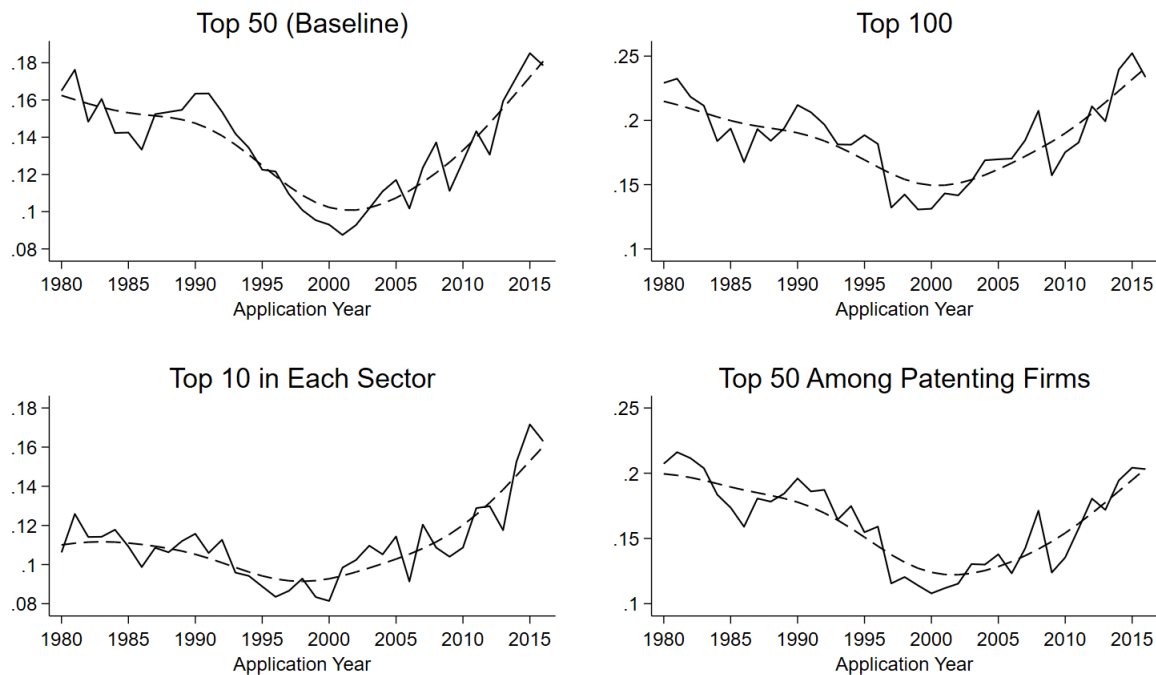 Top 50 (Baseline)
.18
.16
.14
.12
.1
.08
1980 1985 1990 1995 2000 2005 2010 2015
Application Year
Top 100
.25
.2
.15
.1
1980 1985 1990 1995 2000 2005 2010 2015
Application Year
Top 10 in Each Sector
.18
.16
.14
.12
.1
.08
1980 1985 1990 1995 2000 2005 2010 2015
Application Year
Top 50 Among Patenting Firms
.25
.2
.15
.1
1980 1985 1990 1995 2000 2005 2010 2015
Application Year